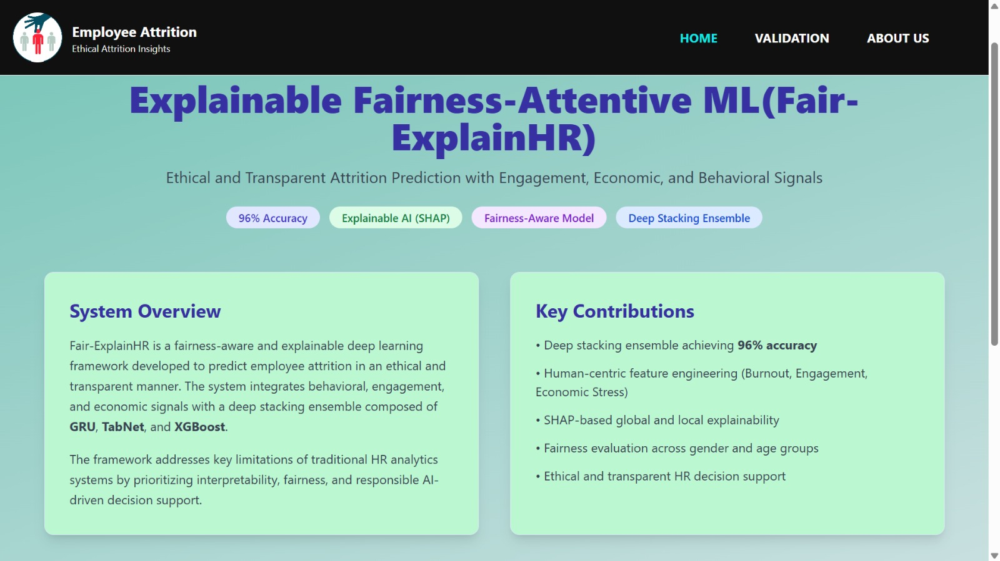 Employee Attrition
Ethical Attrition Insights
HOME
VALIDATION
ABOUT US
Explainable Fairness-Attentive ML(Fair-
ExplainHR)
Ethical and Transparent Attrition Prediction with Engagement, Economic, and Behavioral Signals
96% Accuracy
Explainable AI (SHAP)
Fairness-Aware Model
Deep Stacking Ensemble
System Overview
Fair-ExplainHR is a fairness-aware and explainable deep learning
framework developed to predict employee attrition in an ethical and
transparent manner. The system integrates behavioral, engagement,
and economic signals with a deep stacking ensemble composed of
GRU, TabNet, and XGBoost.
The framework addresses key limitations of traditional HR analytics
systems by prioritizing interpretability, fairness, and responsible AI-
driven decision support.
Key Contributions
• Deep stacking ensemble achieving 96% accuracy
• Human-centric feature engineering (Burnout, Engagement,
Economic Stress)
• SHAP-based global and local explainability
• Fairness evaluation across gender and age groups
• Ethical and transparent HR decision support